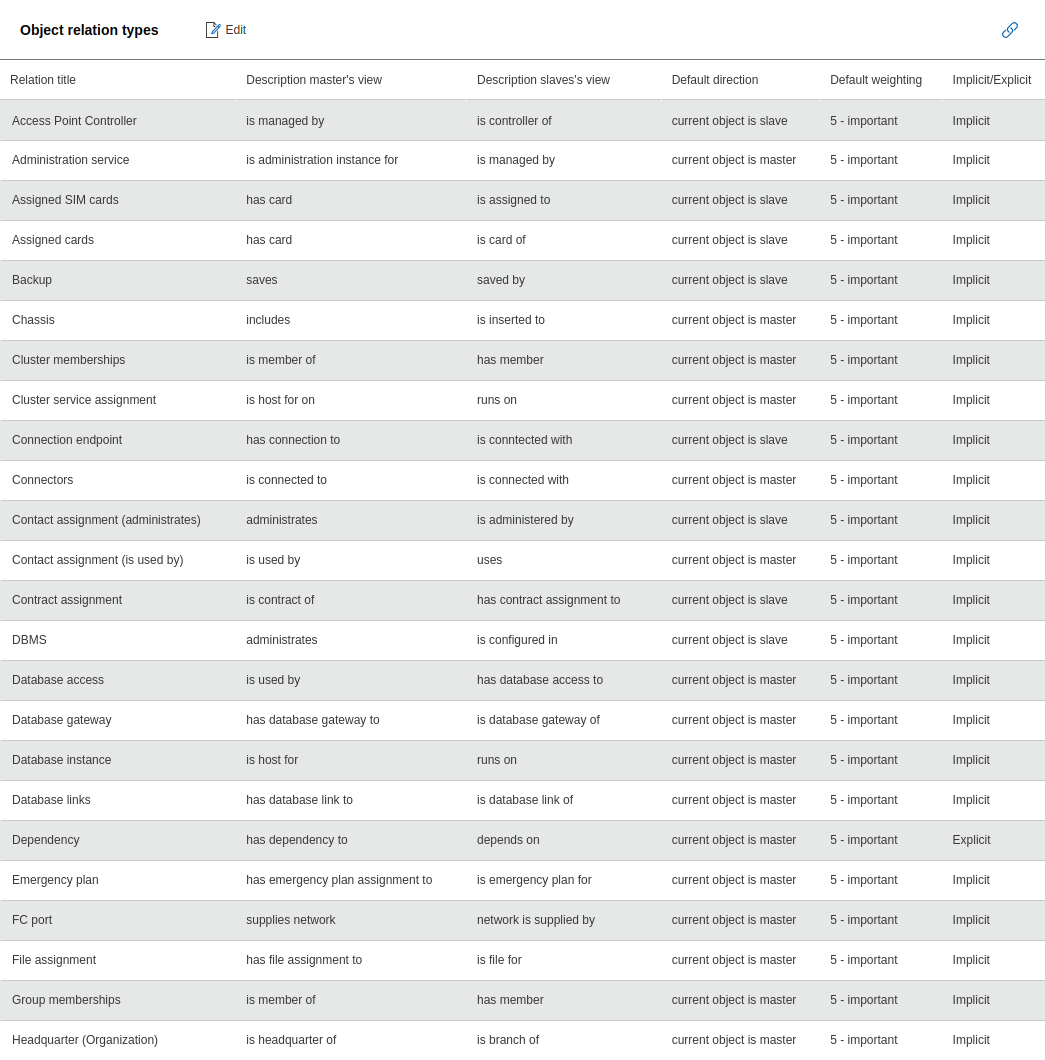 Object relation types Edit
Relation title Description master's view Description slaves's view Default direction Default weighting Implicit/Explicit
Access Point Controller is managed by is controller of current object is slave 5 - important Implicit
Administration service is administration instance for is managed by current object is master 5 - important Implicit
Assigned SIM cards has card is assigned to current object is slave 5 - important Implicit
Assigned cards has card is card of current object is slave 5 - important Implicit
Backup saves saved by current object is slave 5 - important Implicit
Chassis includes is inserted to current object is master 5 - important Implicit
Cluster memberships is member of has member current object is master 5 - important Implicit
Cluster service assignment is host for on runs on current object is master 5 - important Implicit
Connection endpoint has connection to is conntected with current object is slave 5 - important Implicit
Connectors is connected to is connected with current object is master 5 - important Implicit
Contact assignment (administrates) administrates is administered by current object is slave 5 - important Implicit
Contact assignment (is used by) is used by uses current object is master 5 - important Implicit
Contract assignment is contract of has contract assignment to current object is slave 5 - important Implicit
DBMS administrates is configured in current object is slave 5 - important Implicit
Database access is used by has database access to current object is master 5 - important Implicit
Database gateway has database gateway to is database gateway of current object is master 5 - important Implicit
Database instance is host for runs on current object is master 5 - important Implicit
Database links has database link to is database link of current object is master 5 - important Implicit
Dependency has dependency to depends on current object is master 5 - important Explicit
Emergency plan has emergency plan assignment to is emergency plan for current object is master 5 - important Implicit
FC port supplies network network is supplied by current object is master 5 - important Implicit
File assignment has file assignment to is file for current object is master 5 - important Implicit
Group memberships is member of has member current object is master 5 - important Implicit
Headquarter (Organization) is headquarter of is branch of current object is master 5 - important Implicit